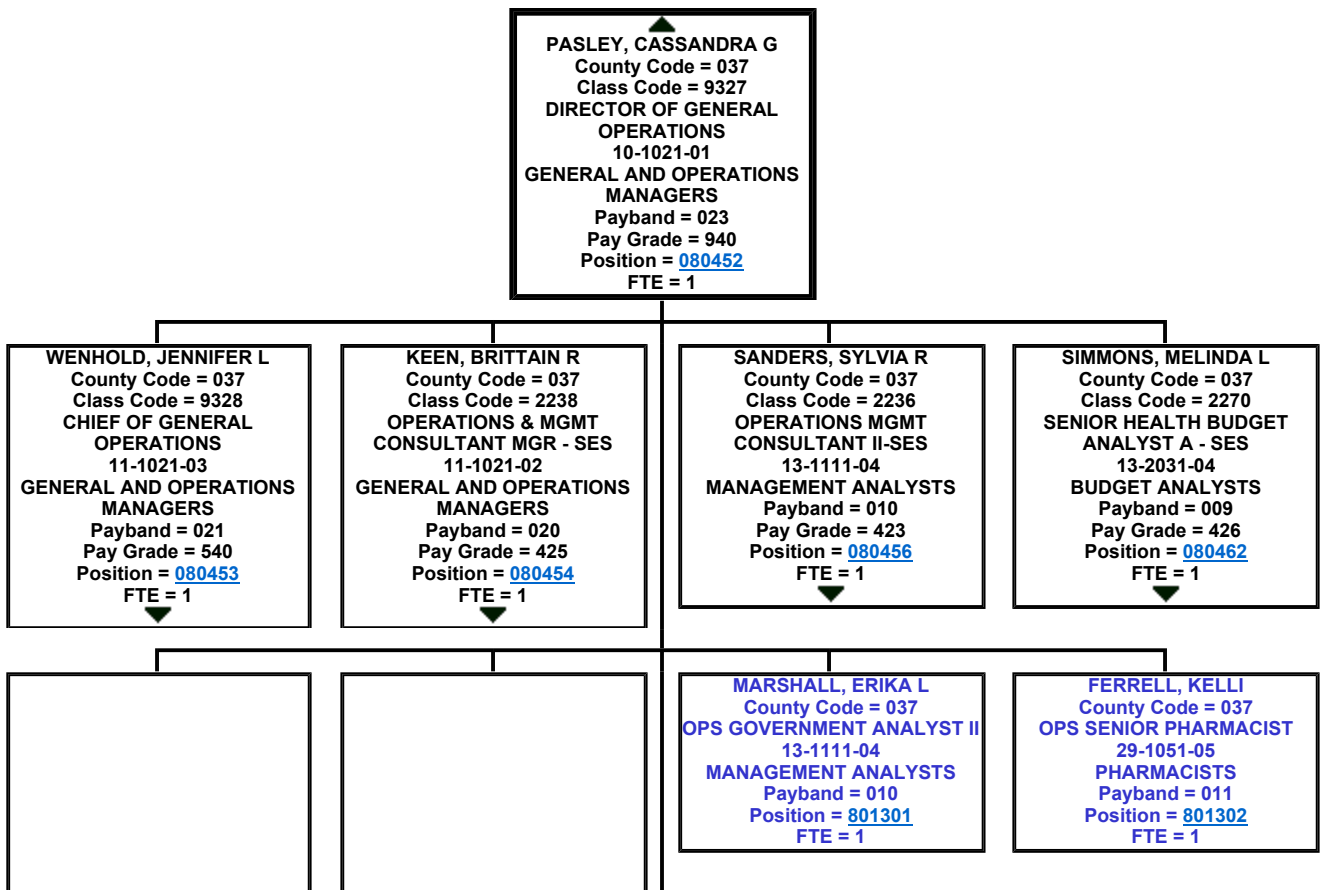 PASLEY, CASSANDRA G
County Code = 037
Class Code = 9327
DIRECTOR OF GENERAL
OPERATIONS
10-1021-01
GENERAL AND OPERATIONS
MANAGERS
Payband = 023
Pay Grade = 940
Position = 080452
FTE = 1
WENHOLD, JENNIFER L
County Code = 037
Class Code = 9328
CHIEF OF GENERAL
OPERATIONS
11-1021-03
GENERAL AND OPERATIONS
MANAGERS
Payband = 021
Pay Grade = 540
Position = 080453
FTE = 1
KEEN, BRITTAIN R
County Code = 037
Class Code = 2238
OPERATIONS & MGMT
CONSULTANT MGR - SES
11-1021-02
GENERAL AND OPERATIONS
MANAGERS
Payband = 020
Pay Grade = 425
Position = 080454
FTE = 1
SANDERS, SYLVIA R
County Code = 037
Class Code = 2236
OPERATIONS MGMT
CONSULTANT II-SES
13-1111-04
MANAGEMENT ANALYSTS
Payband = 010
Pay Grade = 423
Position = 080456
FTE = 1
SIMMONS, MELINDA L
County Code = 037
Class Code = 2270
SENIOR HEALTH BUDGET
ANALYST A - SES
13-2031-04
BUDGET ANALYSTS
Payband = 009
Pay Grade = 426
Position = 080462
FTE = 1
MARSHALL, ERIKA L
County Code = 037
OPS GOVERNMENT ANALYST II
13-1111-04
MANAGEMENT ANALYSTS
Payband = 010
Position = 801301
FTE = 1
FERRELL, KELLI
County Code = 037
OPS SENIOR PHARMACIST
29-1051-05
PHARMACISTS
Payband = 011
Position = 801302
FTE = 1